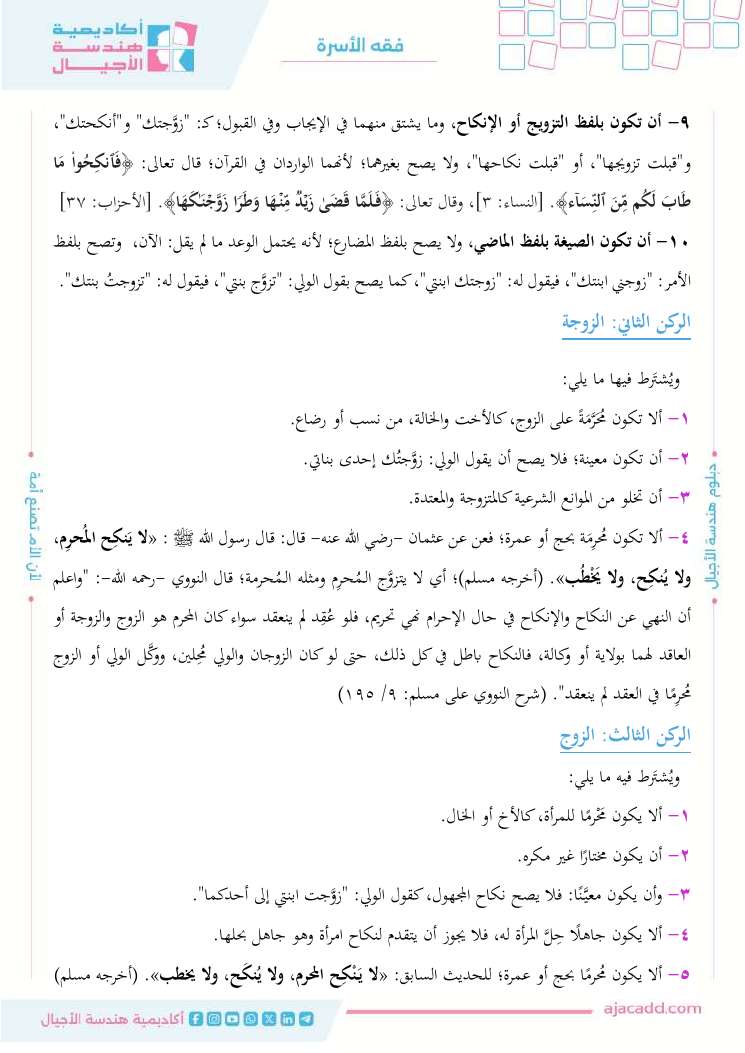 أكاديمية
هندسة
الأجيال
فقه الأسرة
٩- أن تكون بلفظ التزويج أو الإنكاح، وما يشتق منهما في الإيجاب وفي القبول؛ كـ: "زوَّجتك" و"أنكحتك"،
و"قبلت تزويجها"، أو "قبلت نكاحها"، ولا يصح بغيرهما؛ لأنهما الواردان في القرآن؛ قال تعالى: ﴿فَٱنكِحُواْ مَا
طَابَ لَكُم مِّنَ ٱلنِّسَآءِ﴾. [النساء: ٣]، وقال تعالى: ﴿فَلَمَّا قَضَىٰ زَيْدٌ مِّنْهَا وَطَرًا زَوَّجْنَٰكَهَا﴾. [الأحزاب: ٣٧]
١٠- أن تكون الصيغة بلفظ الماضي، ولا يصح بلفظ المضارع؛ لأنه يحتمل الوعد ما لم يقل: الآن، وتصح بلفظ
الأمر: "زوجني ابنتك"، فيقول له: "زوجتك ابنتي"، كما يصح بقول الولي: "تزوَّج بنتي"، فيقول له: "تزوجتُ بنتك".
الركن الثاني: الزوجة
ويُشتَرط فيها ما يلي:
١- ألا تكون مُحَرَّمَةً على الزوج، كالأخت والخالة، من نسب أو رضاع.
٢- أن تكون معينة؛ فلا يصح أن يقول الولي: زوَّجتُك إحدى بناتي.
٣- أن تخلو من الموانع الشرعية كالمتزوجة والمعتدة.
٤- ألا تكون مُحرِمَة بحج أو عمرة؛ فعن عن عثمان -رضي الله عنه- قال: قال رسول الله ﷺ : «لا يَنكِح المُحرِم،
ولا يُنكِح، ولا يَخْطُب». (أخرجه مسلم)؛ أي لا يتزوَّج المُحرِم ومثله المُحرمة؛ قال النووي -رحمه الله-: "واعلم
أن النهي عن النكاح والإنكاح في حال الإحرام نهي تحريم، فلو عُقِد لم ينعقد سواء كان المحرم هو الزوج والزوجة أو
العاقد لهما بولاية أو وكالة، فالنكاح باطل في كل ذلك، حتى لو كان الزوجان والولي مُحِلين، ووكَّل الولي أو الزوج
مُحرِمًا في العقد لم ينعقد". (شرح النووي على مسلم: ٩/ ١٩٥)
الركن الثالث: الزوج
ويُشتَرط فيه ما يلي:
١- ألا يكون مَحْرمًا للمرأة، كالأخ أو الخال.
٢- أن يكون مختارًا غير مكره.
٣- وأن يكون معيَّنًا: فلا يصح نكاح المجهول، كقول الولي: "زوَّجت ابنتي إلى أحدكما".
٤- ألا يكون جاهلًا حِلَّ المرأة له، فلا يجوز أن يتقدم لنكاح امرأة وهو جاهل بحلها.
٥- ألا يكون مُحرمًا بحج أو عمرة؛ للحديث السابق: «لا يَنْكِح المحرم، ولا يُنكَح، ولا يخطب». (أخرجه مسلم)
دبلوم هندسة الأجيال
لأن الأم تصنع أمة
ajacadd.com
أكاديمية هندسة الأجيال